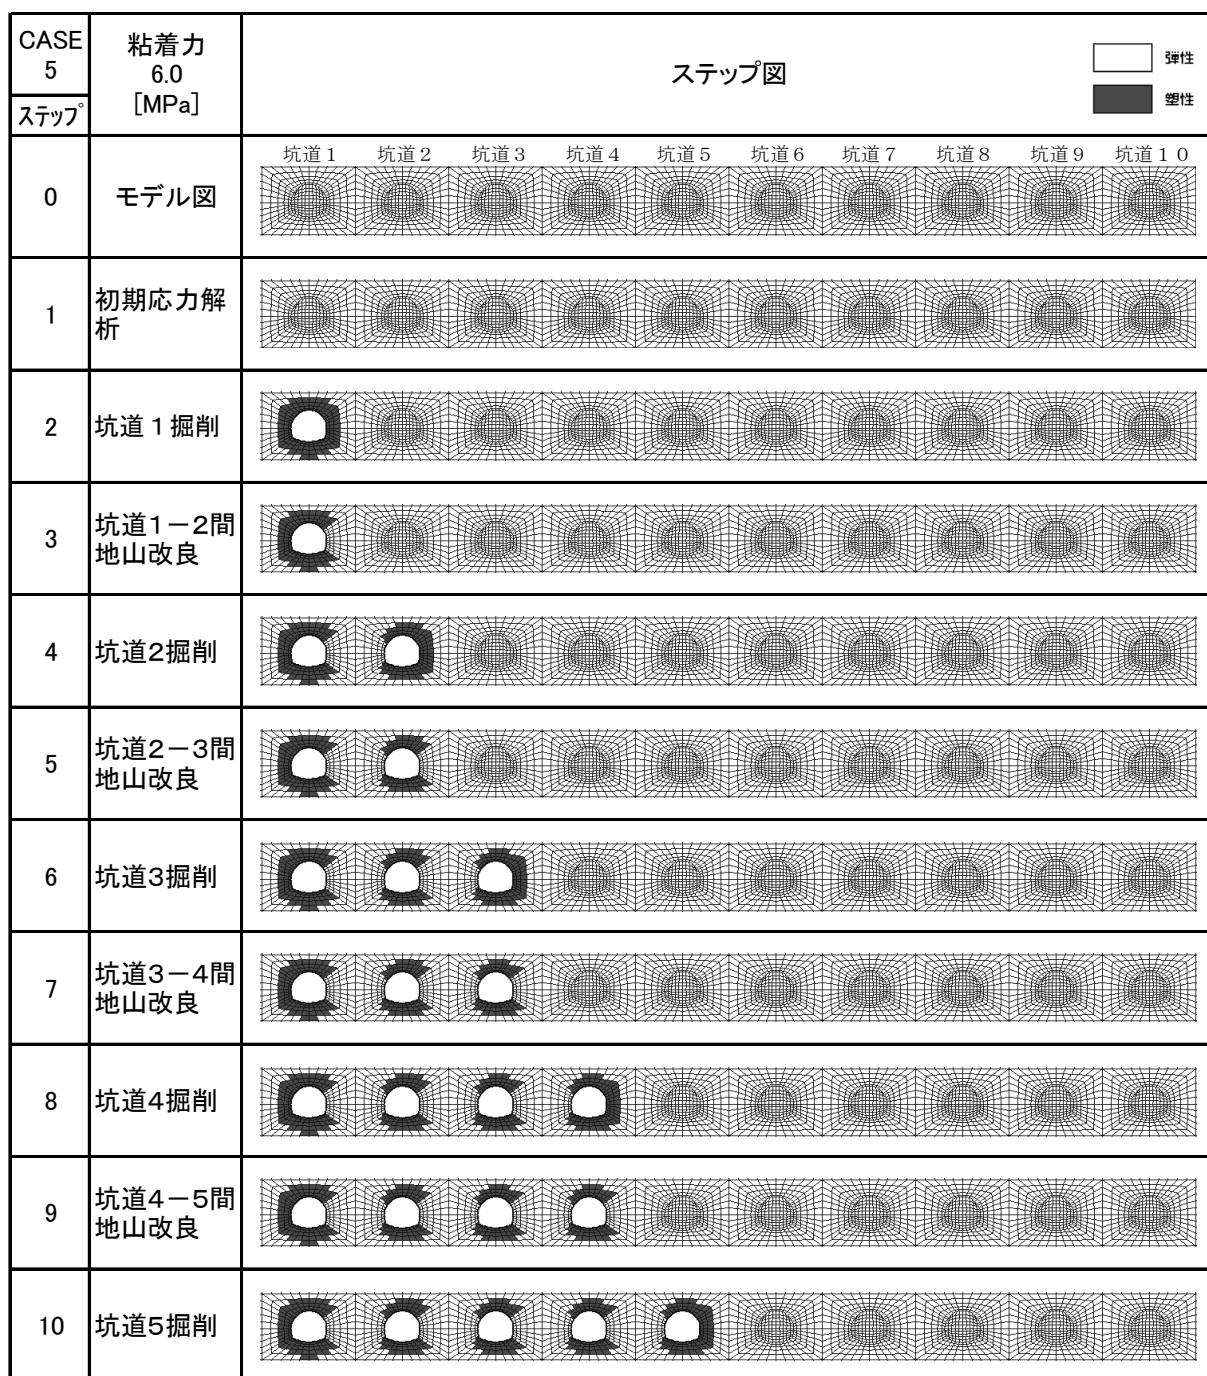 CASE
5
ステップ
粘着力
6.0
[MPa]
ステップ図
弾性
塑性
坑道1 坑道2 坑道3 坑道4 坑道5 坑道6 坑道7 坑道8 坑道9 坑道10
0
モデル図
1
初期応力解
析
2
坑道1掘削
3
坑道1－2間
地山改良
4
坑道2掘削
5
坑道2－3間
地山改良
6
坑道3掘削
7
坑道3－4間
地山改良
8
坑道4掘削
9
坑道4－5間
地山改良
10
坑道5掘削